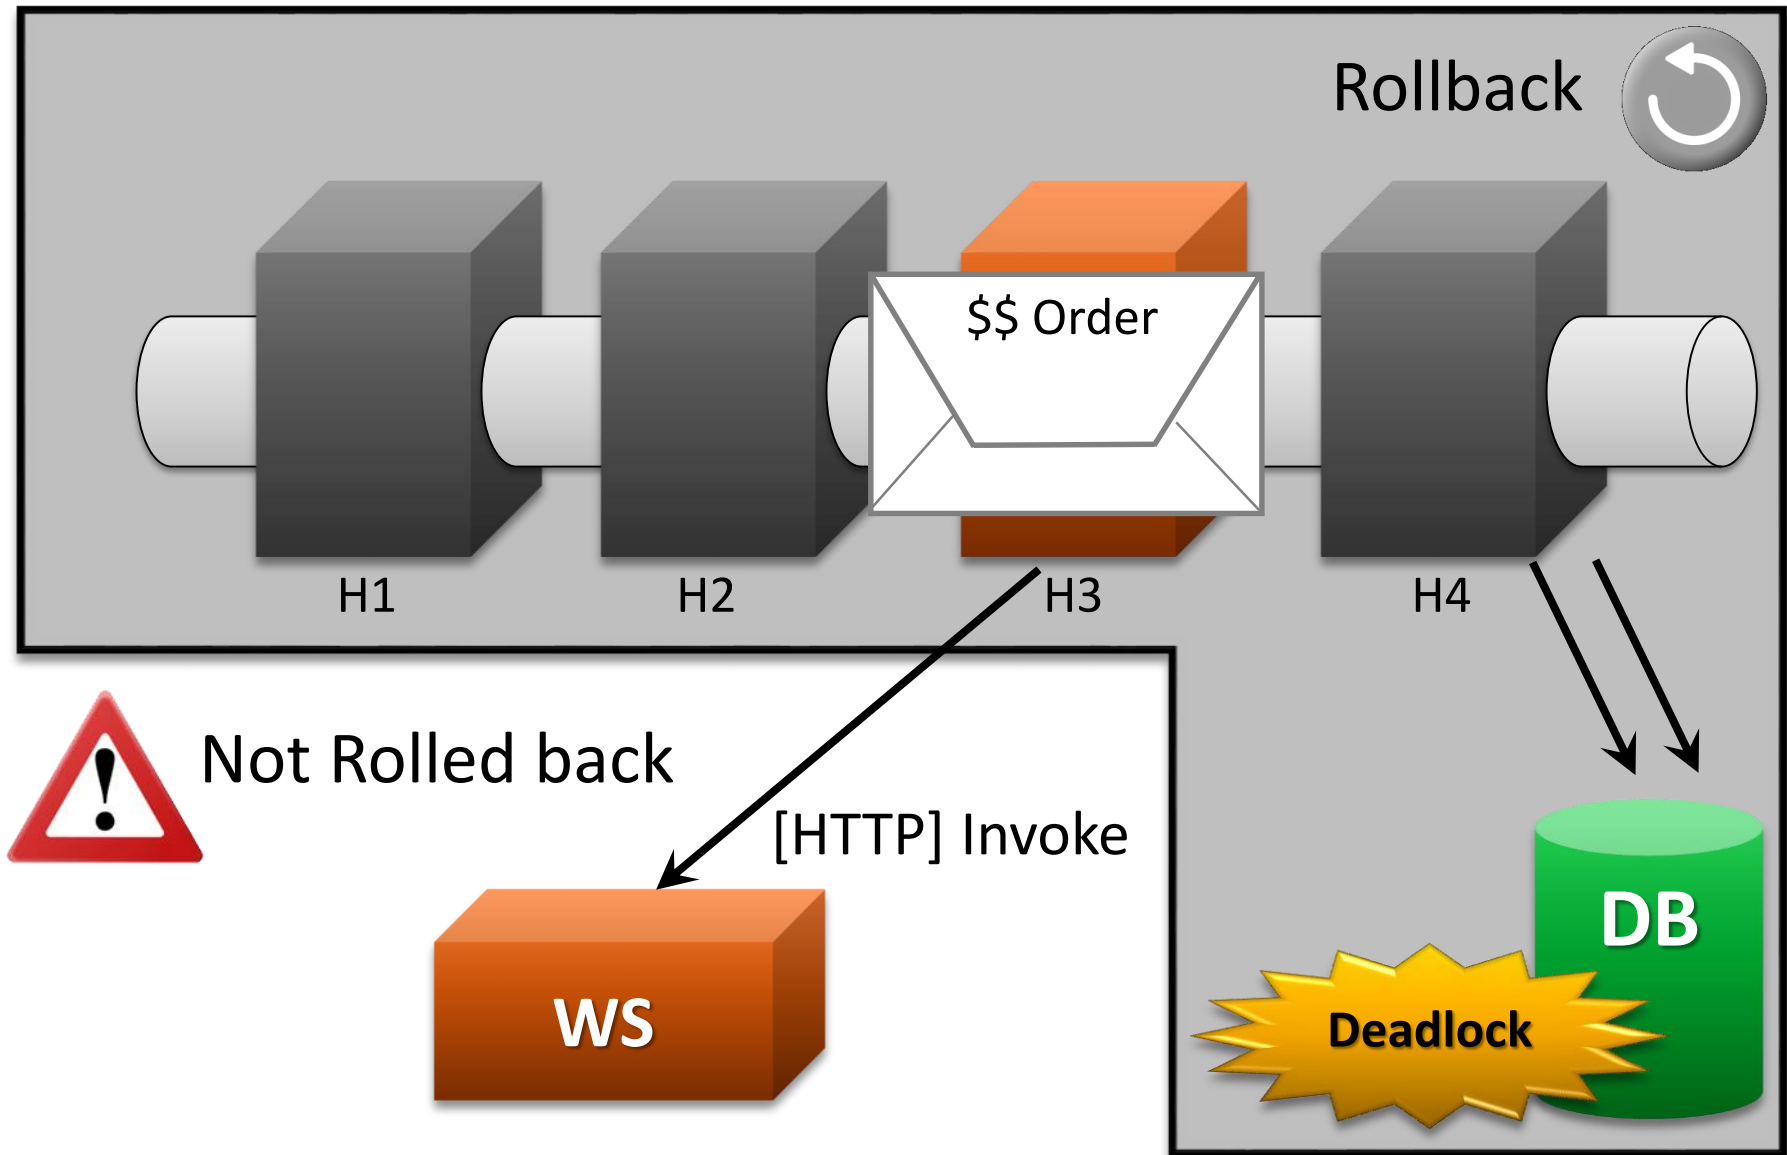 Rollback
$$ Order
H1
H2
H3
H4
Not Rolled back
[HTTP] Invoke
DB
WS
Deadlock